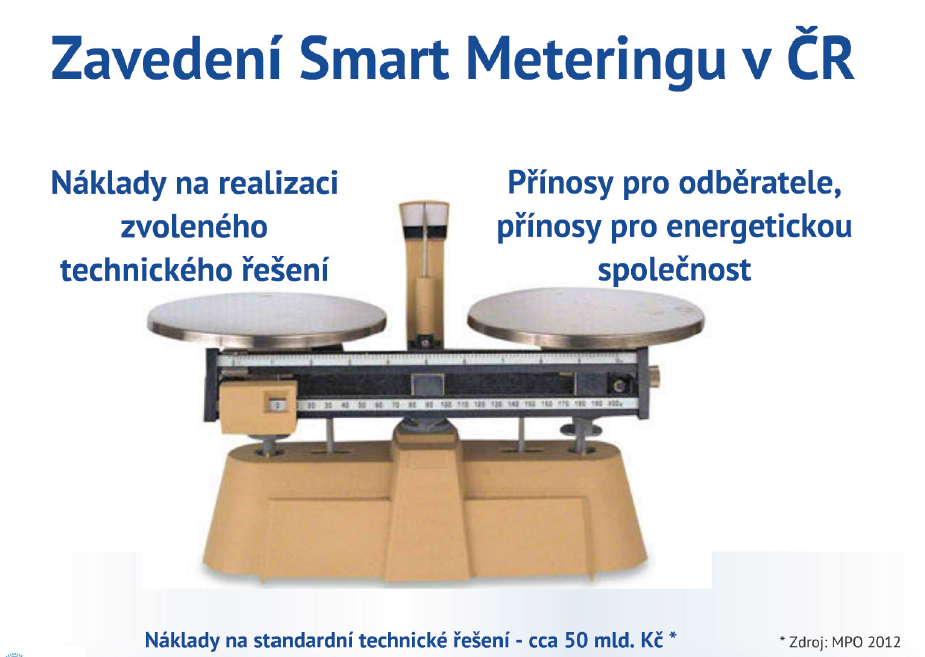 Zavedení Smart Meteringu v ČR
Náklady na realizaci
zvoleného
technického řešení
Přínosy pro odběratele,
přínosy pro energetickou
společnost
Náklady na standardní technické řešení - cca 50 mld. Kč *
* Zdroj: MPO 2012